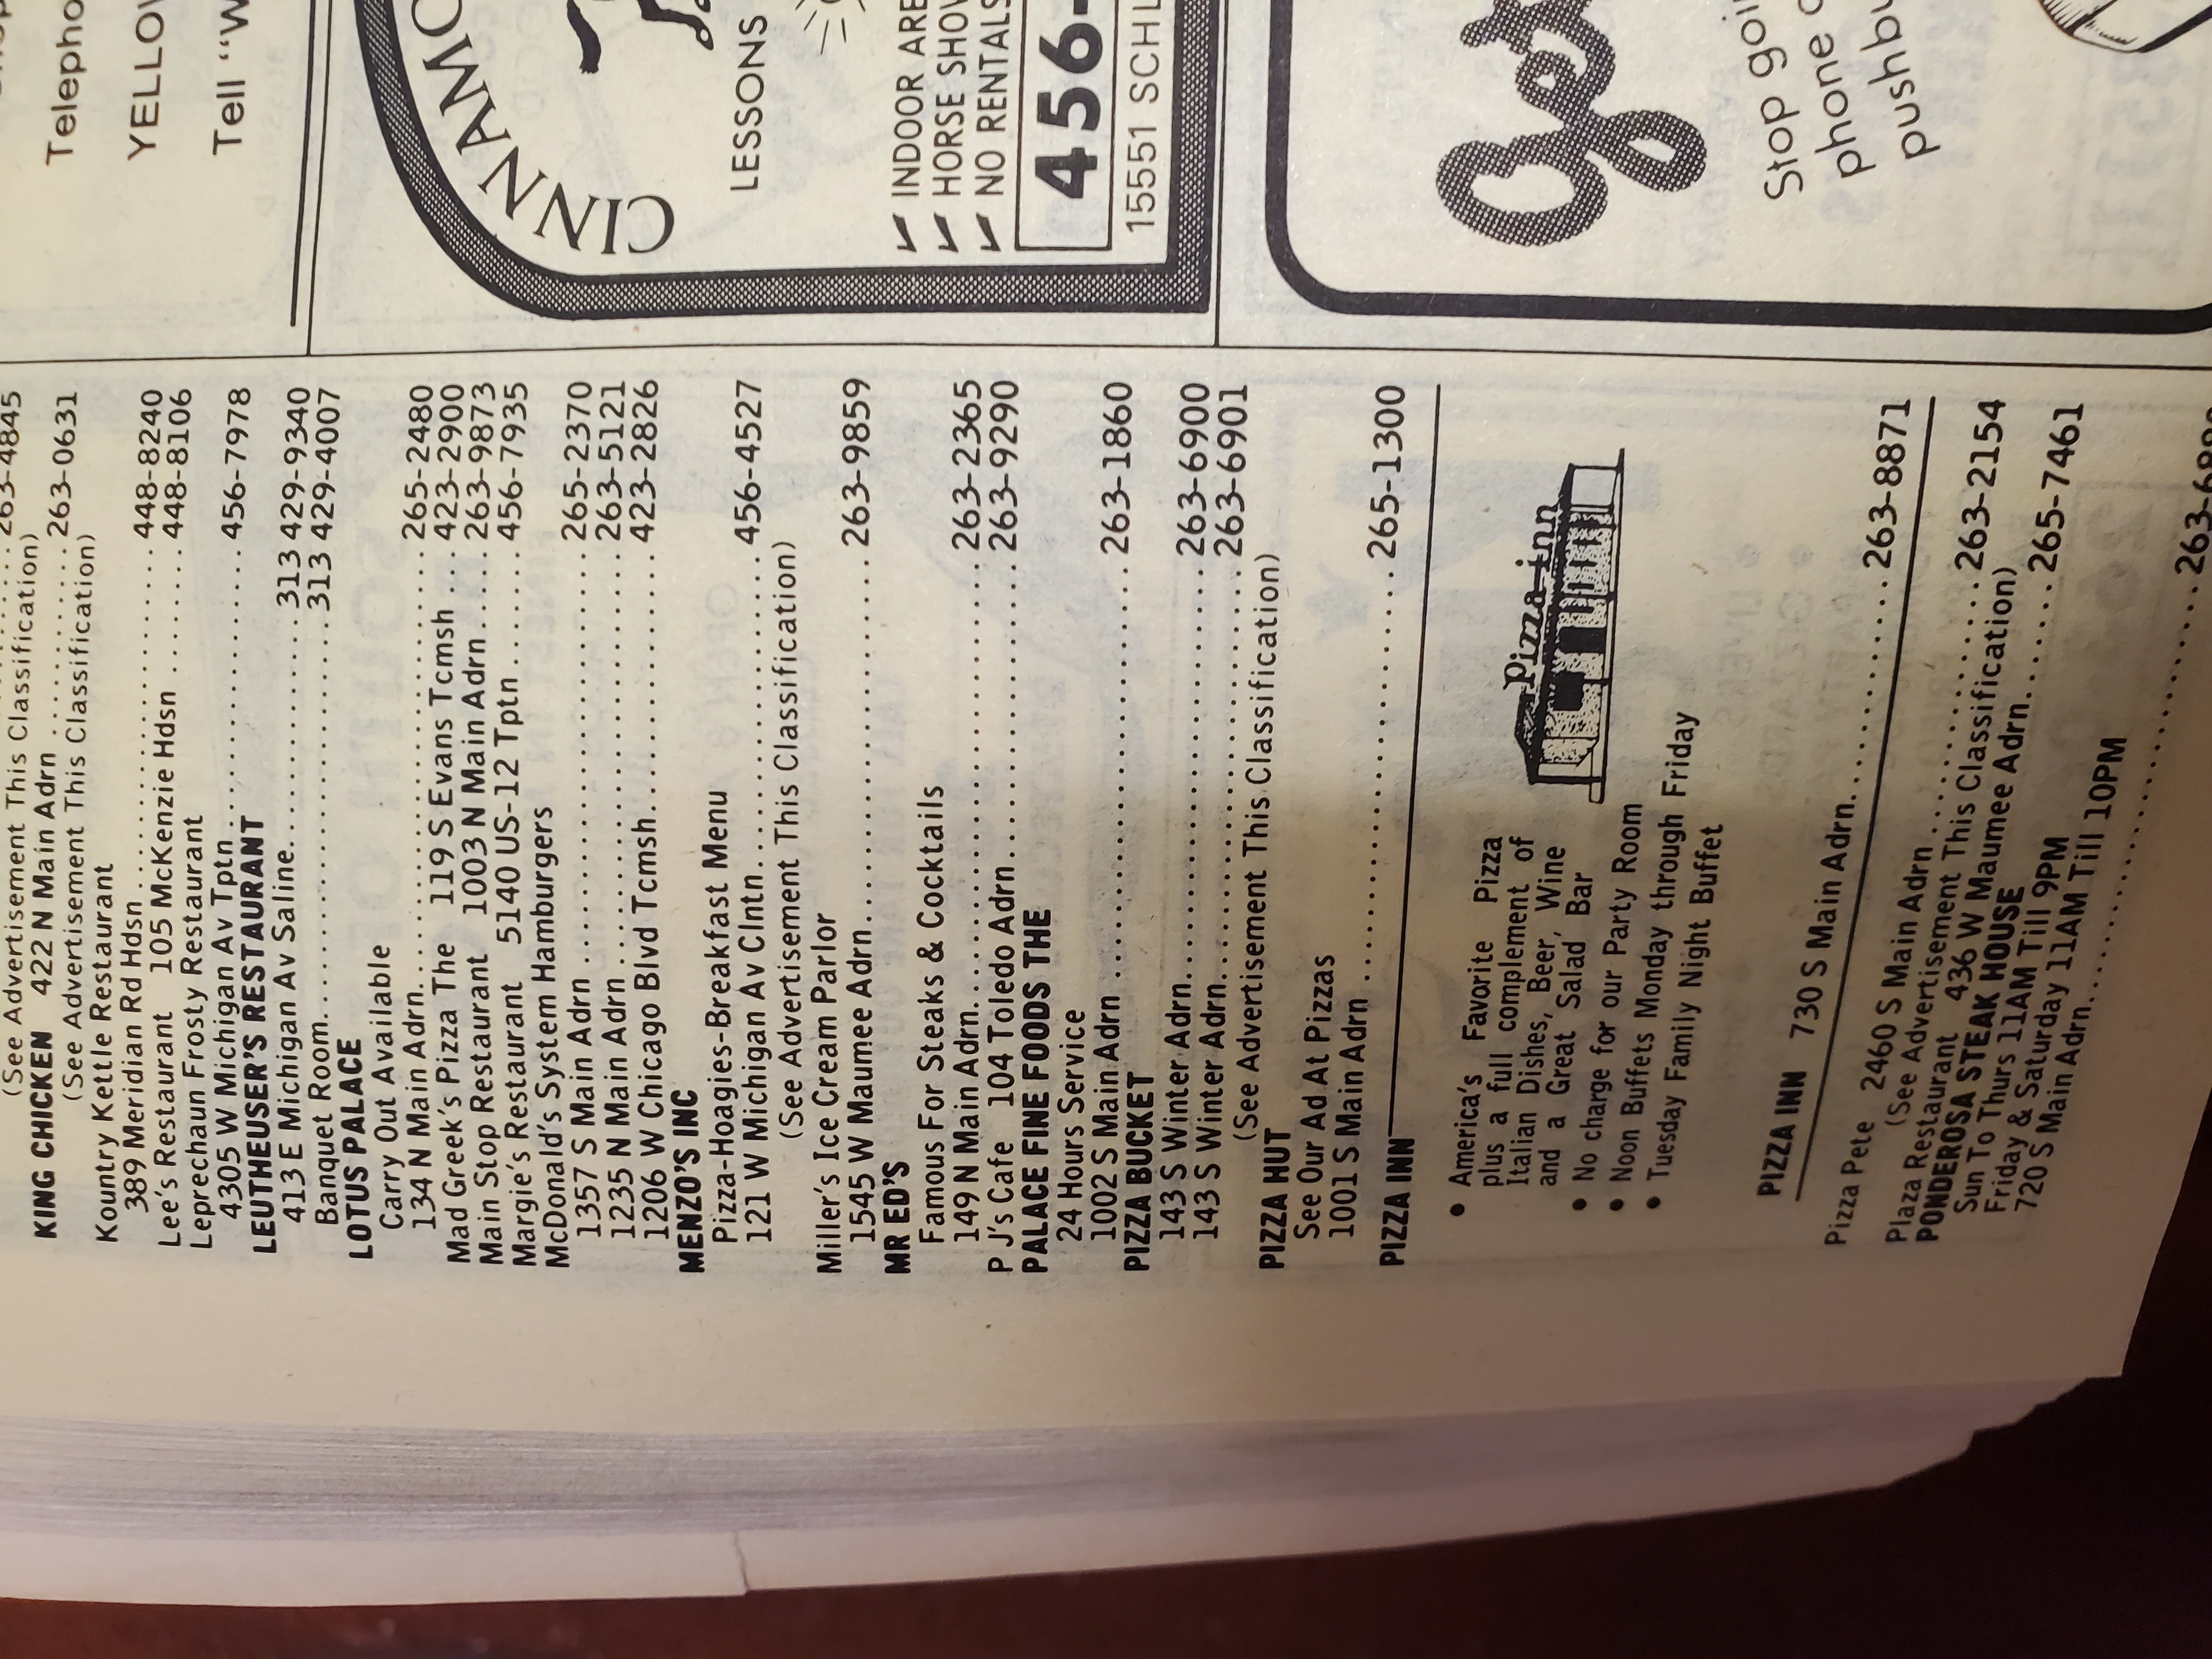 263-4845
(See Advertisement This Classification)
KING CHICKEN 422 N Main Adrn ........263-0631
(See Advertisement This Classification)
Kountry Kettle Restaurant
389 Meridian Rd Hdsn..............448-8240
Lee's Restaurant 105 McKenzie Hdsn .......448-8106
Leprechaun Frosty Restaurant
4305 W Michigan Av Tptn..............456-7978
LEUTHEUSER'S RESTAURANT
413 E Michigan Av Saline..............313 429-9340
Banquet Room..............313 429-4007
LOTUS PALACE
Carry Out Available
134 N Main Adrn..............265-2480
Mad Greek's Pizza The 119 S Evans Tcmsh ..423-2900
Main Stop Restaurant 1003 N Main Adrn.....263-9873
Margie's Restaurant 5140 US-12 Tptn.......456-7935
McDonald's System Hamburgers
1357 S Main Adrn ..............265-2370
1235 N Main Adrn ..............263-5121
1206 W Chicago Blvd Tcmsh..............423-2826
MENZO'S INC
Pizza-Hoagies-Breakfast Menu
121 W Michigan Av Clntn..............456-4527
(See Advertisement This Classification)
Miller's Ice Cream Parlor
1545 W Maumee Adrn..............263-9859
MR ED'S
Famous For Steaks & Cocktails
149 N Main Adrn..............263-2365
P J's Cafe 104 Toledo Adrn..............263-9290
PALACE FINE FOODS THE
24 Hours Service
1002 S Main Adrn ..............263-1860
PIZZA BUCKET
143 S Winter Adrn..............263-6900
143 S Winter Adrn..............263-6901
(See Advertisement This Classification)
PIZZA HUT
See Our Ad At Pizzas
1001 S Main Adrn ..............265-1300
PIZZA INN
• America's Favorite Pizza
plus a full complement of
Italian Dishes, Beer, Wine
and a Great Salad Bar
• No charge for our Party Room
• Noon Buffets Monday through Friday
• Tuesday Family Night Buffet
Pizza inn
PIZZA INN 730 S Main Adrn..............263-8871
Pizza Pete 2460 S Main Adrn..............263-2154
(See Advertisement This Classification)
Plaza Restaurant 436 W Maumee Adrn.......265-7461
PONDEROSA STEAK HOUSE
Sun To Thurs 11AM Till 9PM
Friday & Saturday 11AM Till 10PM
720 S Main Adrn..............
Telepho
YELLOW
Tell "W
CINNAMO
LESSONS
✓ INDOOR ARE
✓ HORSE SHOW
✓ NO RENTALS
456-
15551 SCHL
Get
Stop goi
phone
pushbu